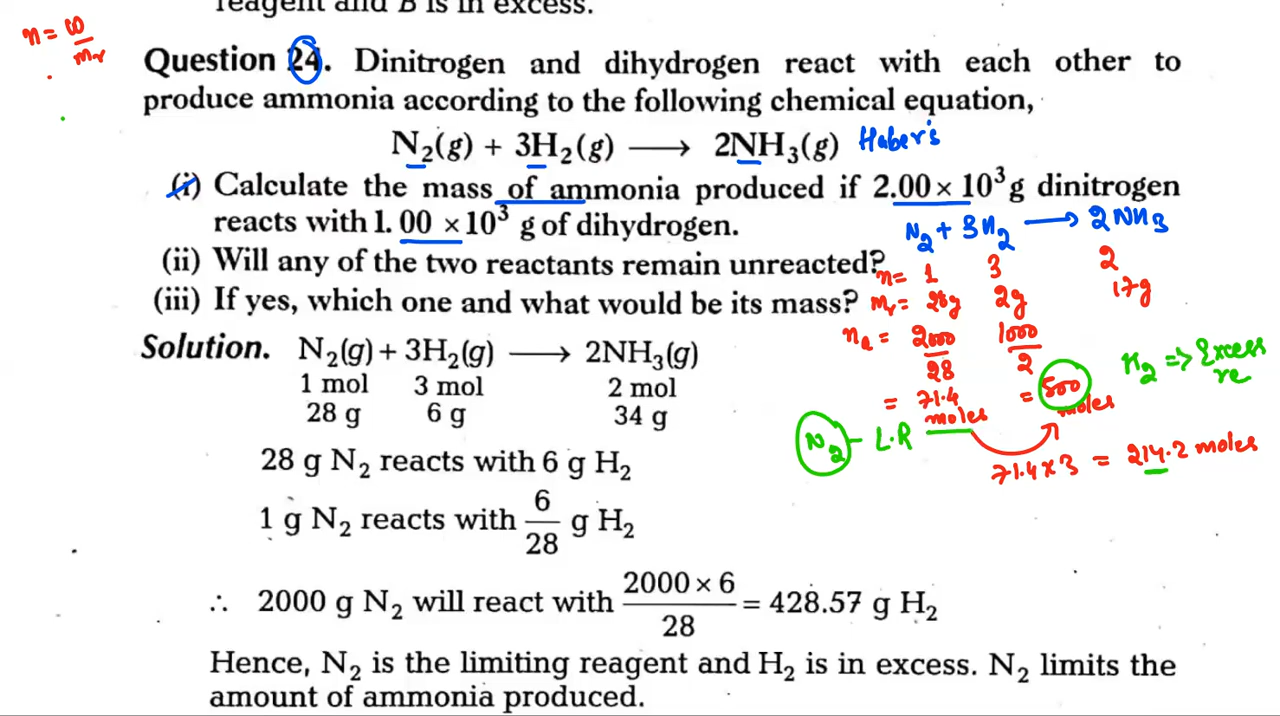 reagent and B is in excess.
n = ω/mr
Question 24. Dinitrogen and dihydrogen react with each other to
produce ammonia according to the following chemical equation,
N₂(g) + 3H₂(g) ⟶ 2NH₃(g) Haber's
(i) Calculate the mass of ammonia produced if 2.00 × 10³ g dinitrogen
reacts with 1. 00 ×10³ g of dihydrogen.
N₂ + 3H₂ ⟶ 2NH₃
(ii) Will any of the two reactants remain unreacted?
n = 1 3 2
(iii) If yes, which one and what would be its mass?
mr = 28g 2g 17g
na = 2000/28 1000/2
= 71.4 moles = 500 moles
H₂ => Excess re
N₂ – L.R
71.4 x 3 = 214.2 moles
Solution. N₂(g) + 3H₂(g) ⟶ 2NH₃(g)
1 mol 3 mol 2 mol
28 g 6 g 34 g
28 g N₂ reacts with 6 g H₂
1 g N₂ reacts with 6/28 g H₂
∴ 2000 g N₂ will react with 2000 × 6/28 = 428.57 g H₂
Hence, N₂ is the limiting reagent and H₂ is in excess. N₂ limits the
amount of ammonia produced.